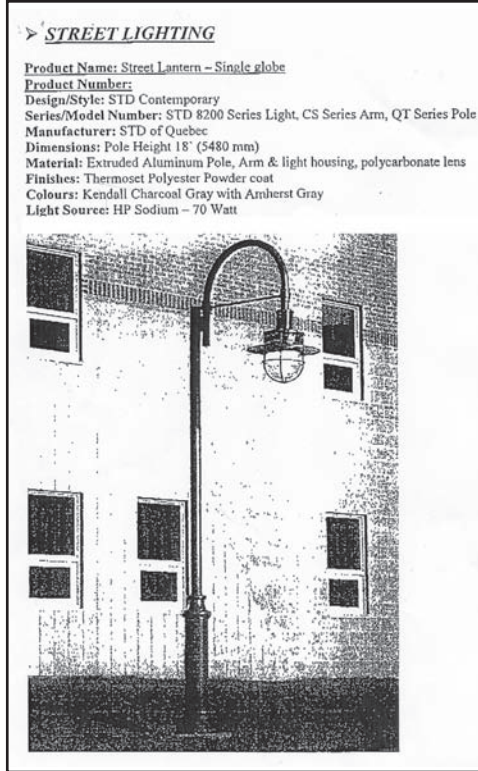 ➢ STREET LIGHTING
Product Name: Street Lantern – Single globe
Product Number:
Design/Style: STD Contemporary
Series/Model Number: STD 8200 Series Light, CS Series Arm, QT Series Pole
Manufacturer: STD of Quebec
Dimensions: Pole Height 18` (5480 mm)
Material: Extruded Aluminum Pole, Arm & light housing, polycarbonate lens
Finishes: Thermoset Polyester Powder coat
Colours: Kendall Charcoal Gray with Amherst Gray
Light Source: HP Sodium – 70 Watt